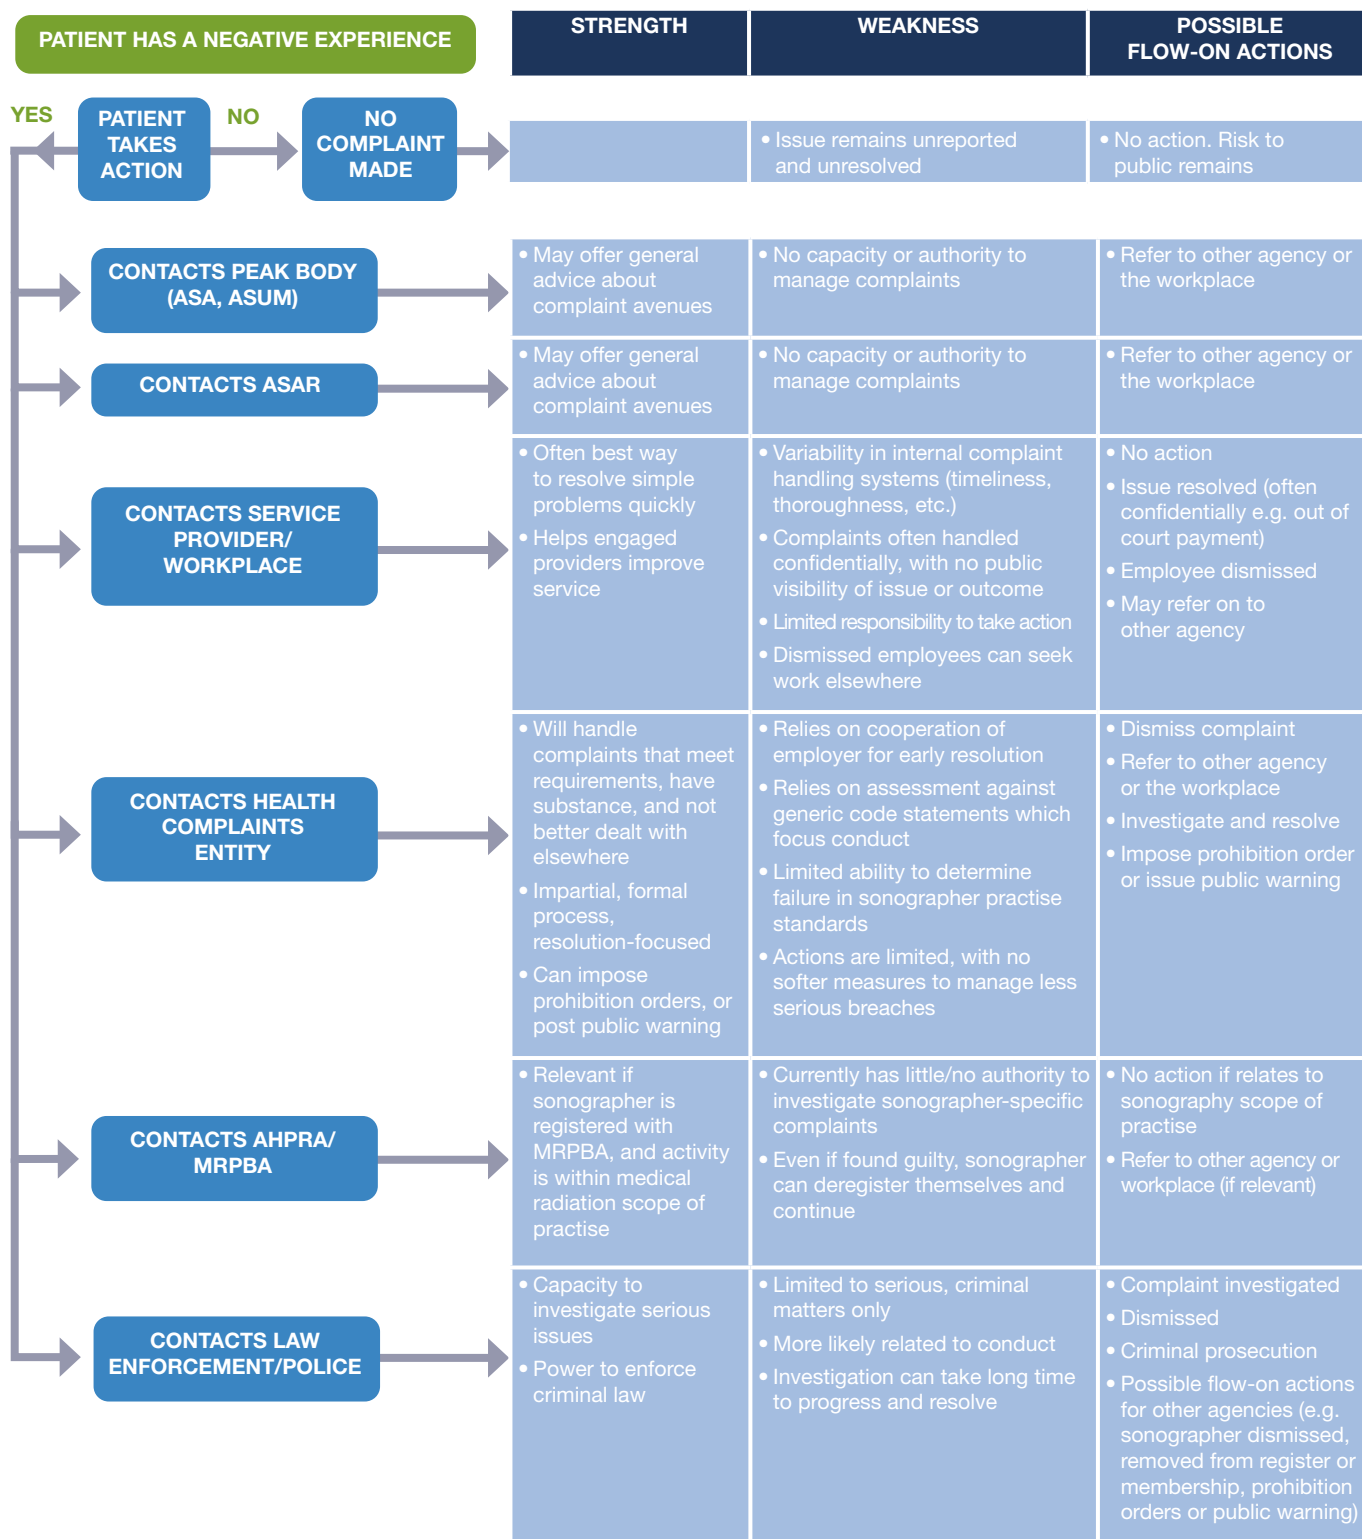 PATIENT HAS A NEGATIVE EXPERIENCE
STRENGTH
WEAKNESS
POSSIBLE
FLOW-ON ACTIONS
YES
PATIENT
TAKES
ACTION
NO
NO
COMPLAINT
MADE
• Issue remains unreported
and unresolved
• No action. Risk to
public remains
CONTACTS PEAK BODY
(ASA, ASUM)
• May offer general
advice about
complaint avenues
• No capacity or authority to
manage complaints
• Refer to other agency or
the workplace
CONTACTS ASAR
• May offer general
advice about
complaint avenues
• No capacity or authority to
manage complaints
• Refer to other agency or
the workplace
CONTACTS SERVICE
PROVIDER/
WORKPLACE
• Often best way
to resolve simple
problems quickly
• Helps engaged
providers improve
service
• Variability in internal complaint
handling systems (timeliness,
thoroughness, etc.)
• Complaints often handled
confidentially, with no public
visibility of issue or outcome
• Limited responsibility to take action
• Dismissed employees can seek
work elsewhere
• No action
• Issue resolved (often
confidentially e.g. out of
court payment)
• Employee dismissed
• May refer on to
other agency
CONTACTS HEALTH
COMPLAINTS
ENTITY
• Will handle
complaints that meet
requirements, have
substance, and not
better dealt with
elsewhere
• Impartial, formal
process,
resolution-focused
• Can impose
prohibition orders, or
post public warning
• Relies on cooperation of
employer for early resolution
• Relies on assessment against
generic code statements which
focus conduct
• Limited ability to determine
failure in sonographer practise
standards
• Actions are limited, with no
softer measures to manage less
serious breaches
• Dismiss complaint
• Refer to other agency
or the workplace
• Investigate and resolve
• Impose prohibition order
or issue public warning
CONTACTS AHPRA/
MRPBA
• Relevant if
sonographer is
registered with
MRPBA, and activity
is within medical
radiation scope of
practise
• Currently has little/no authority to
investigate sonographer-specific
complaints
• Even if found guilty, sonographer
can deregister themselves and
continue
• No action if relates to
sonography scope of
practise
• Refer to other agency or
workplace (if relevant)
CONTACTS LAW
ENFORCEMENT/POLICE
• Capacity to
investigate serious
issues
• Power to enforce
criminal law
• Limited to serious, criminal
matters only
• More likely related to conduct
• Investigation can take long time
to progress and resolve
• Complaint investigated
• Dismissed
• Criminal prosecution
• Possible flow-on actions
for other agencies (e.g.
sonographer dismissed,
removed from register or
membership, prohibition
orders or public warning)